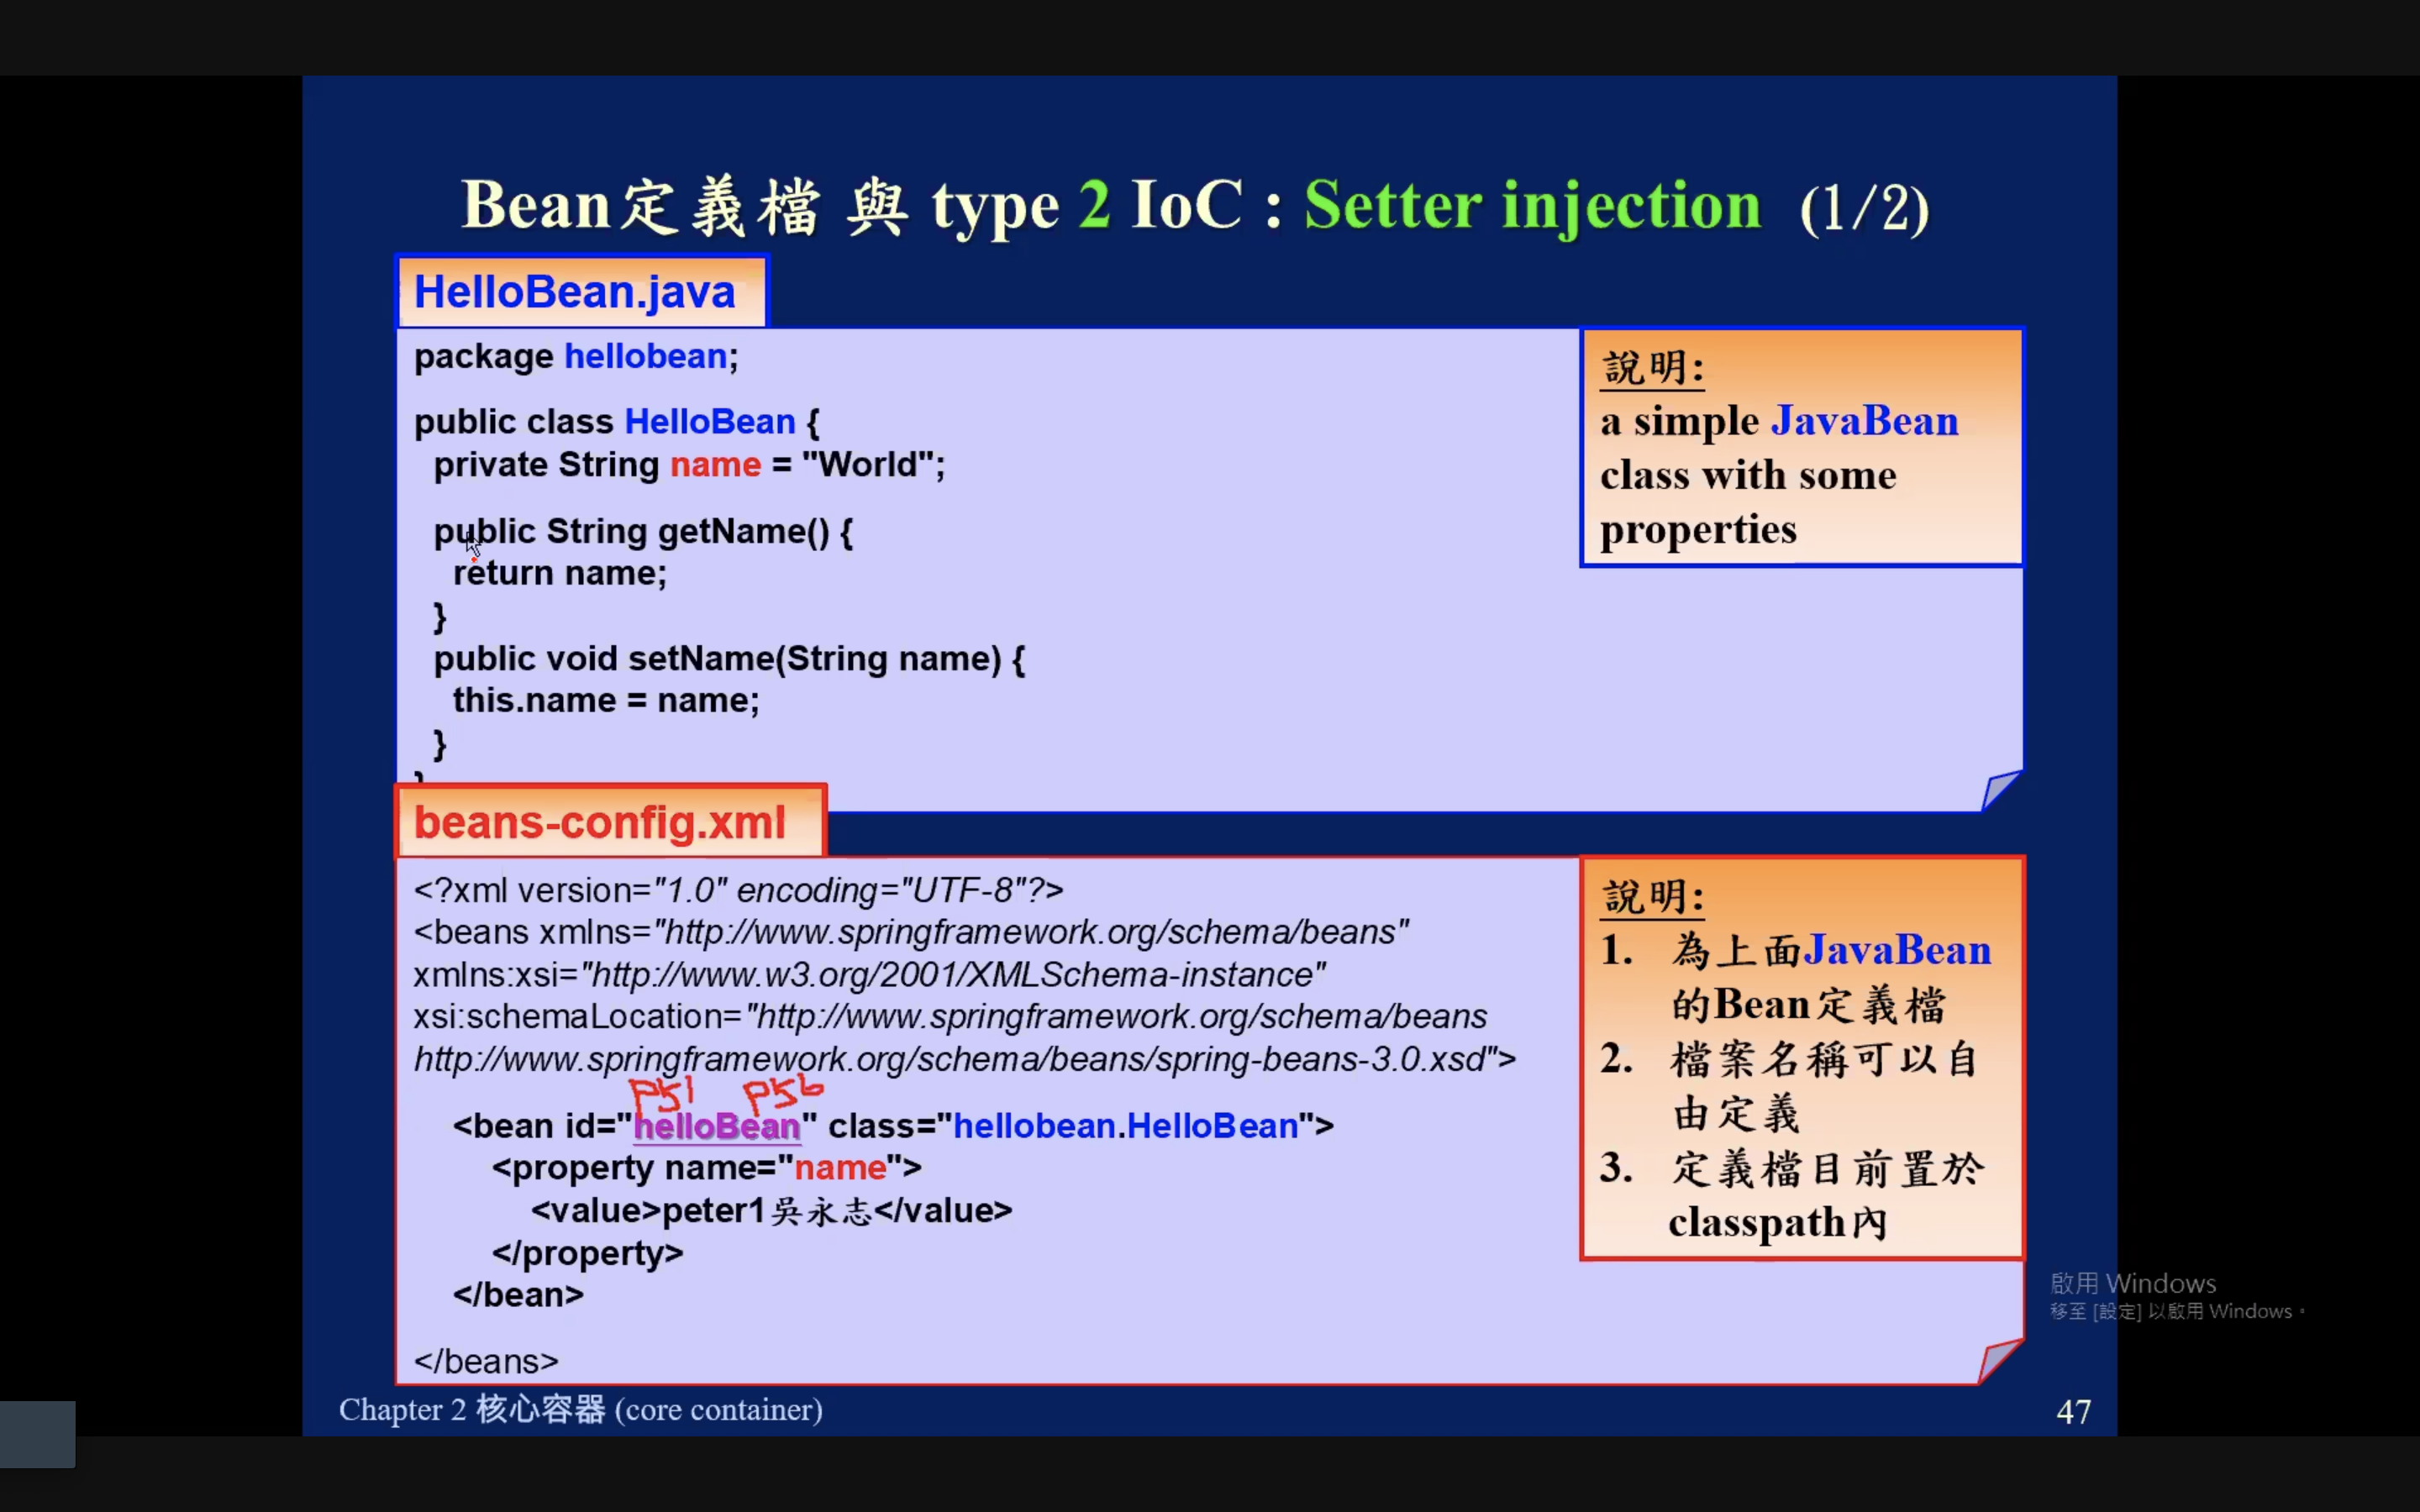 Bean定義檔 與 type 2 IoC : Setter injection (1/2)
HelloBean.java
package hellobean;
public class HelloBean {
private String name = "World";
public String getName() {
return name;
}
public void setName(String name) {
this.name = name;
}
}
說明:
a simple JavaBean
class with some
properties
beans-config.xml
<?xml version="1.0" encoding="UTF-8"?>
<beans xmlns="http://www.springframework.org/schema/beans"
xmlns:xsi="http://www.w3.org/2001/XMLSchema-instance"
xsi:schemaLocation="http://www.springframework.org/schema/beans
http://www.springframework.org/schema/beans/spring-beans-3.0.xsd">
P51 P56
<bean id="helloBean" class="hellobean.HelloBean">
<property name="name">
<value>peter1吳永志</value>
</property>
</bean>
</beans>
說明:
1. 為上面JavaBean
的Bean定義檔
2. 檔案名稱可以自
由定義
3. 定義檔目前置於
classpath內
啟用 Windows
移至 [設定] 以啟用 Windows。
Chapter 2 核心容器 (core container)
47